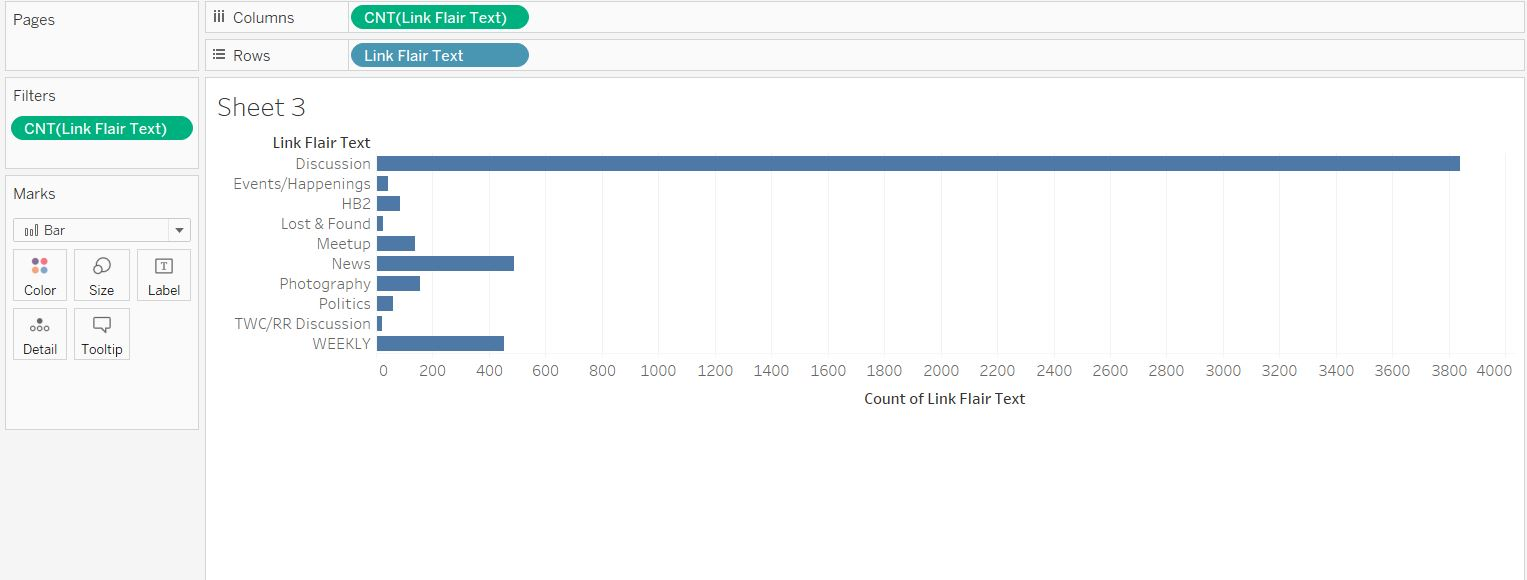 Pages
Columns
CNT(Link Flair Text)
Rows
Link Flair Text
Filters
CNT(Link Flair Text)
Marks
Bar
Color Size Label
Detail Tooltip
Sheet 3
Link Flair Text
Discussion
Events/Happenings
HB2
Lost & Found
Meetup
News
Photography
Politics
TWC/RR Discussion
WEEKLY
0 200 400 600 800 1000 1200 1400 1600 1800 2000 2200 2400 2600 2800 3000 3200 3400 3600 3800 4000
Count of Link Flair Text